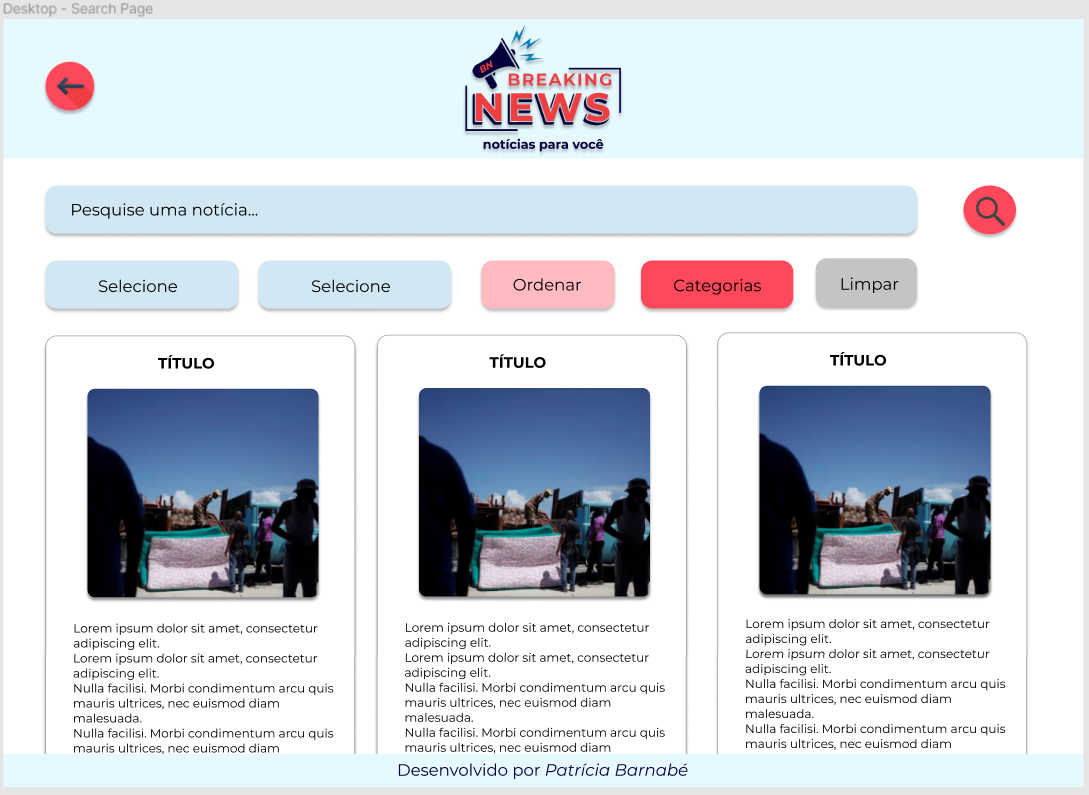 Desktop - Search Page
BN
BREAKING
NEWS
notícias para você
Pesquise uma notícia...
Selecione
Selecione
Ordenar
Categorias
Limpar
TÍTULO
Lorem ipsum dolor sit amet, consectetur
adipiscing elit.
Lorem ipsum dolor sit amet, consectetur
adipiscing elit.
Nulla facilisi. Morbi condimentum arcu quis
mauris ultrices, nec euismod diam
malesuada.
Nulla facilisi. Morbi condimentum arcu quis
mauris ultrices, nec euismod diam
TÍTULO
Lorem ipsum dolor sit amet, consectetur
adipiscing elit.
Lorem ipsum dolor sit amet, consectetur
adipiscing elit.
Nulla facilisi. Morbi condimentum arcu quis
mauris ultrices, nec euismod diam
malesuada.
Nulla facilisi. Morbi condimentum arcu quis
mauris ultrices, nec euismod diam
TÍTULO
Lorem ipsum dolor sit amet, consectetur
adipiscing elit.
Lorem ipsum dolor sit amet, consectetur
adipiscing elit.
Nulla facilisi. Morbi condimentum arcu quis
mauris ultrices, nec euismod diam
malesuada.
Nulla facilisi. Morbi condimentum arcu quis
mauris ultrices, nec euismod diam
Desenvolvido por Patrícia Barnabé